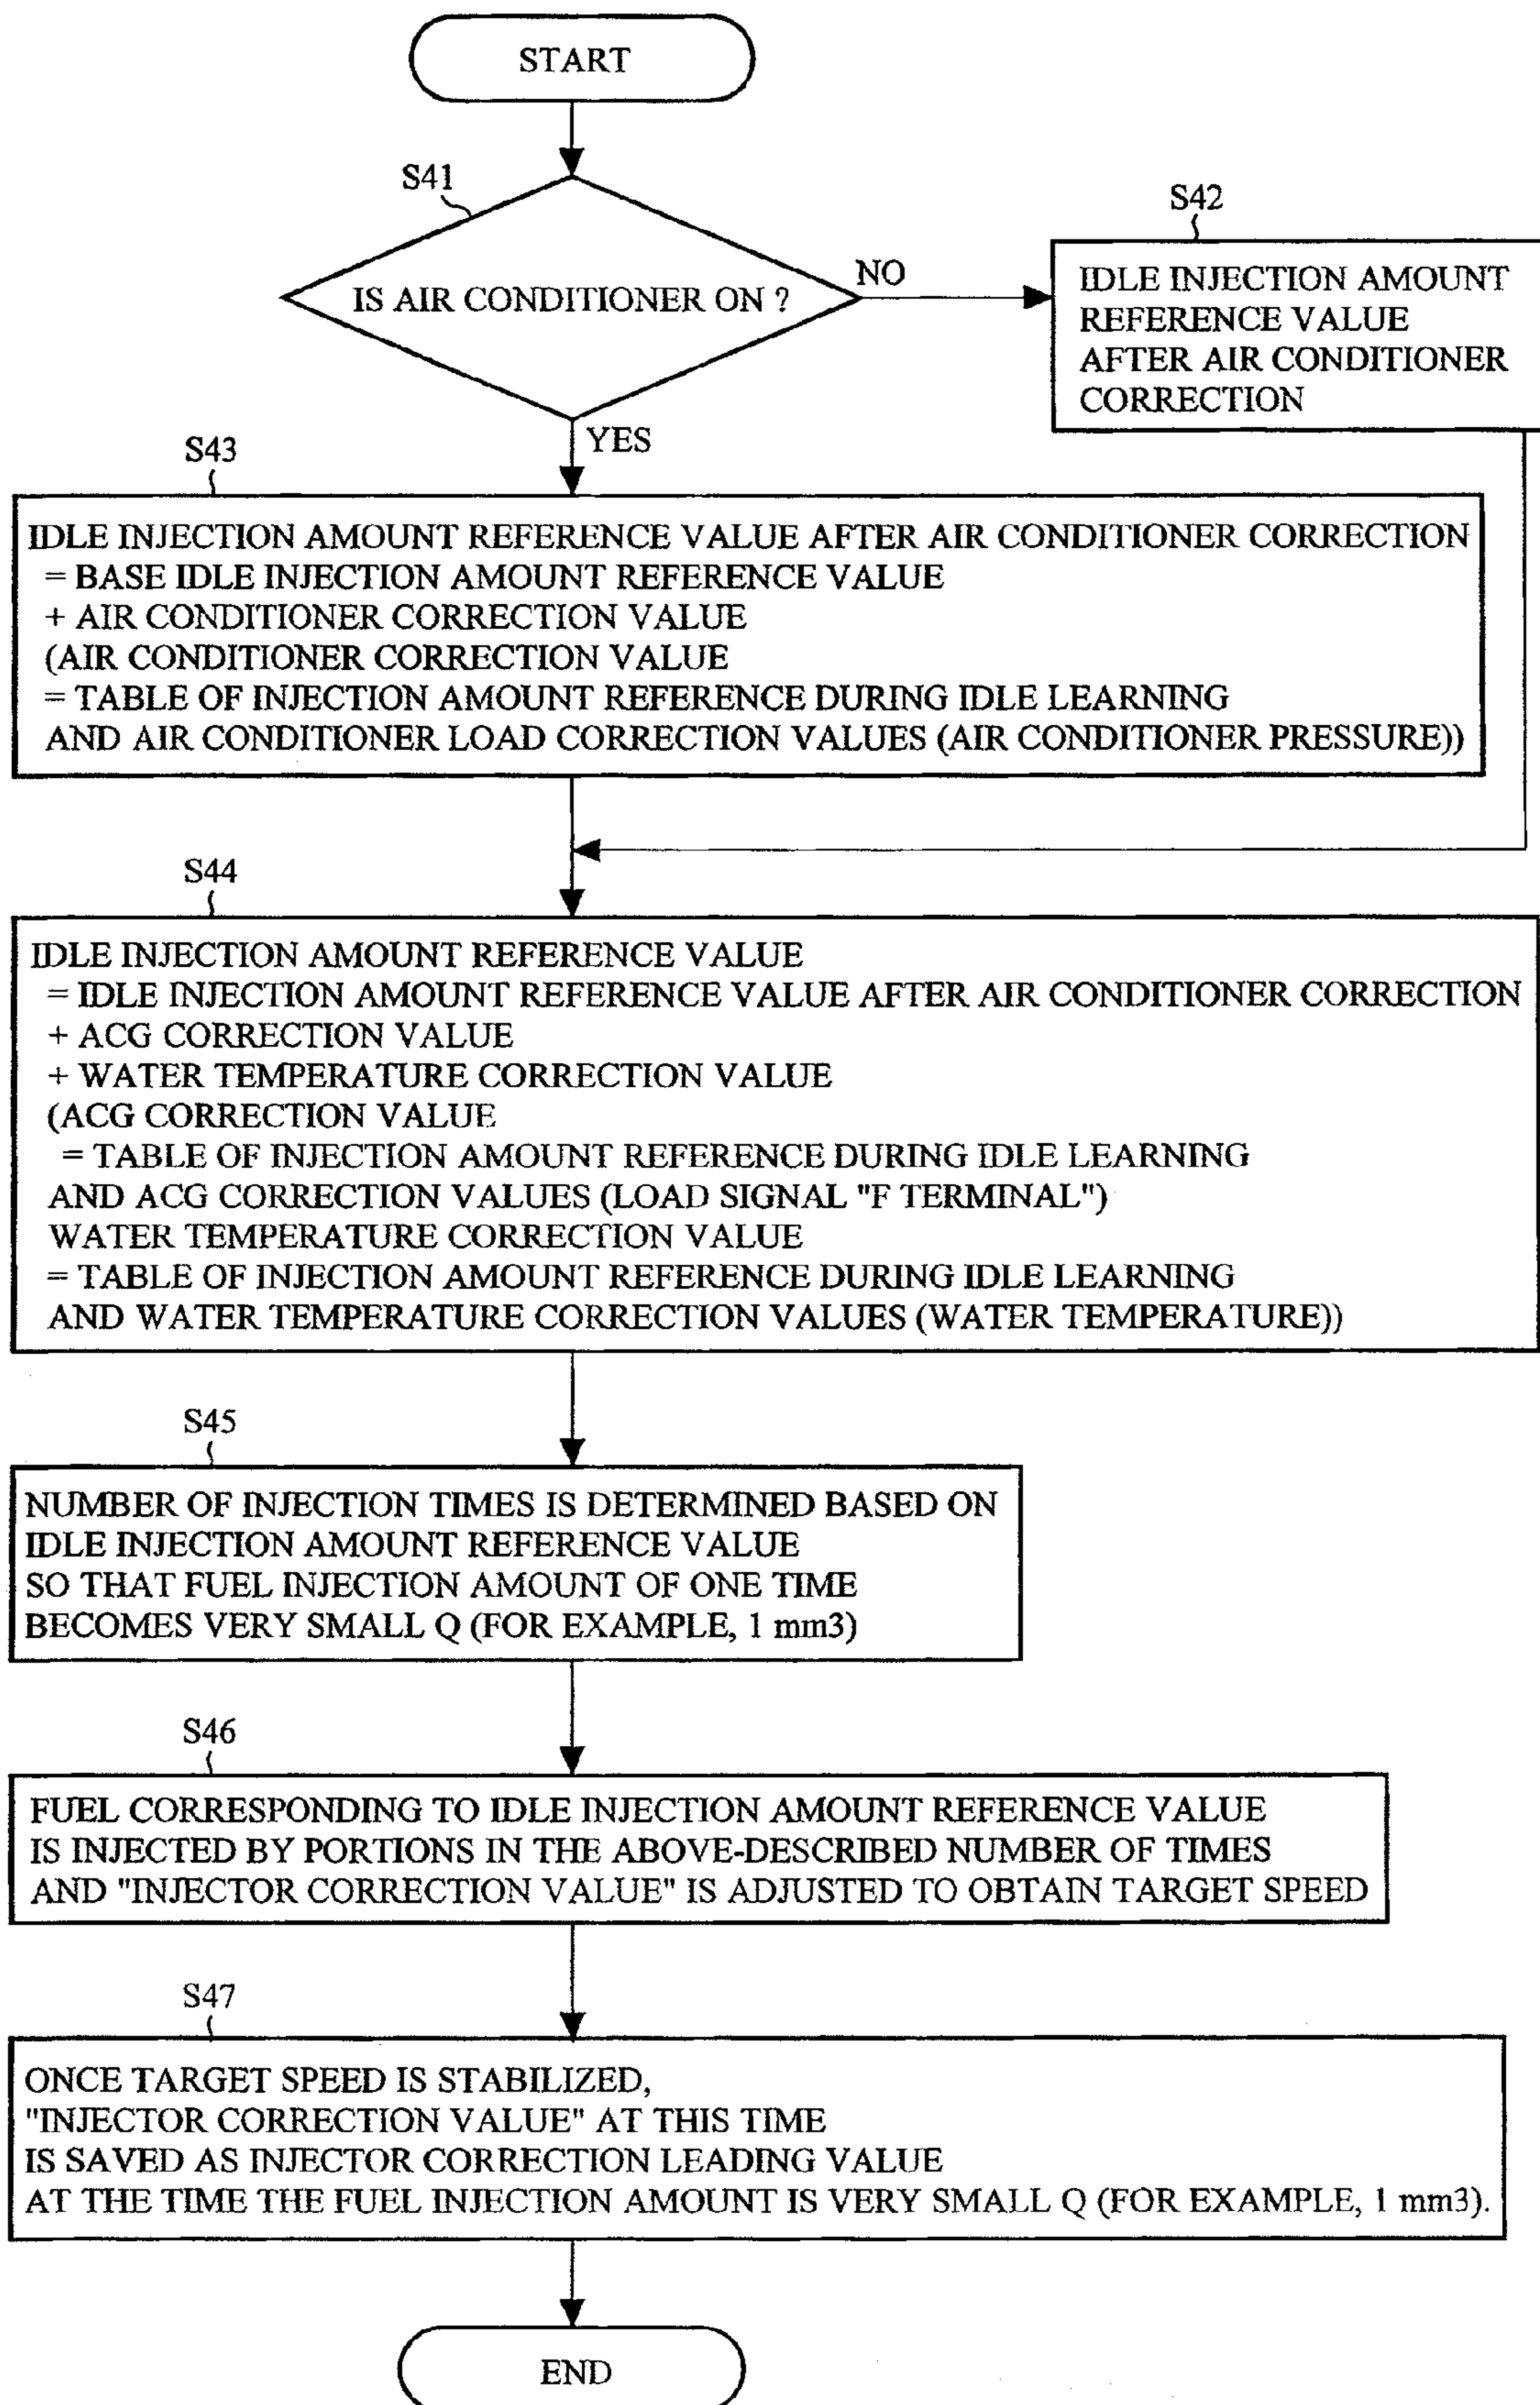 START
S41
IS AIR CONDITIONER ON ?
NO
S42
IDLE INJECTION AMOUNT
REFERENCE VALUE
AFTER AIR CONDITIONER
CORRECTION
YES
S43
IDLE INJECTION AMOUNT REFERENCE VALUE AFTER AIR CONDITIONER CORRECTION
= BASE IDLE INJECTION AMOUNT REFERENCE VALUE
+ AIR CONDITIONER CORRECTION VALUE
(AIR CONDITIONER CORRECTION VALUE
= TABLE OF INJECTION AMOUNT REFERENCE DURING IDLE LEARNING
AND AIR CONDITIONER LOAD CORRECTION VALUES (AIR CONDITIONER PRESSURE))
S44
IDLE INJECTION AMOUNT REFERENCE VALUE
= IDLE INJECTION AMOUNT REFERENCE VALUE AFTER AIR CONDITIONER CORRECTION
+ ACG CORRECTION VALUE
+ WATER TEMPERATURE CORRECTION VALUE
(ACG CORRECTION VALUE
= TABLE OF INJECTION AMOUNT REFERENCE DURING IDLE LEARNING
AND ACG CORRECTION VALUES (LOAD SIGNAL "F TERMINAL")
WATER TEMPERATURE CORRECTION VALUE
= TABLE OF INJECTION AMOUNT REFERENCE DURING IDLE LEARNING
AND WATER TEMPERATURE CORRECTION VALUES (WATER TEMPERATURE))
S45
NUMBER OF INJECTION TIMES IS DETERMINED BASED ON
IDLE INJECTION AMOUNT REFERENCE VALUE
SO THAT FUEL INJECTION AMOUNT OF ONE TIME
BECOMES VERY SMALL Q (FOR EXAMPLE, 1 mm3)
S46
FUEL CORRESPONDING TO IDLE INJECTION AMOUNT REFERENCE VALUE
IS INJECTED BY PORTIONS IN THE ABOVE-DESCRIBED NUMBER OF TIMES
AND "INJECTOR CORRECTION VALUE" IS ADJUSTED TO OBTAIN TARGET SPEED
S47
ONCE TARGET SPEED IS STABILIZED,
"INJECTOR CORRECTION VALUE" AT THIS TIME
IS SAVED AS INJECTOR CORRECTION LEADING VALUE
AT THE TIME THE FUEL INJECTION AMOUNT IS VERY SMALL Q (FOR EXAMPLE, 1 mm3).
END